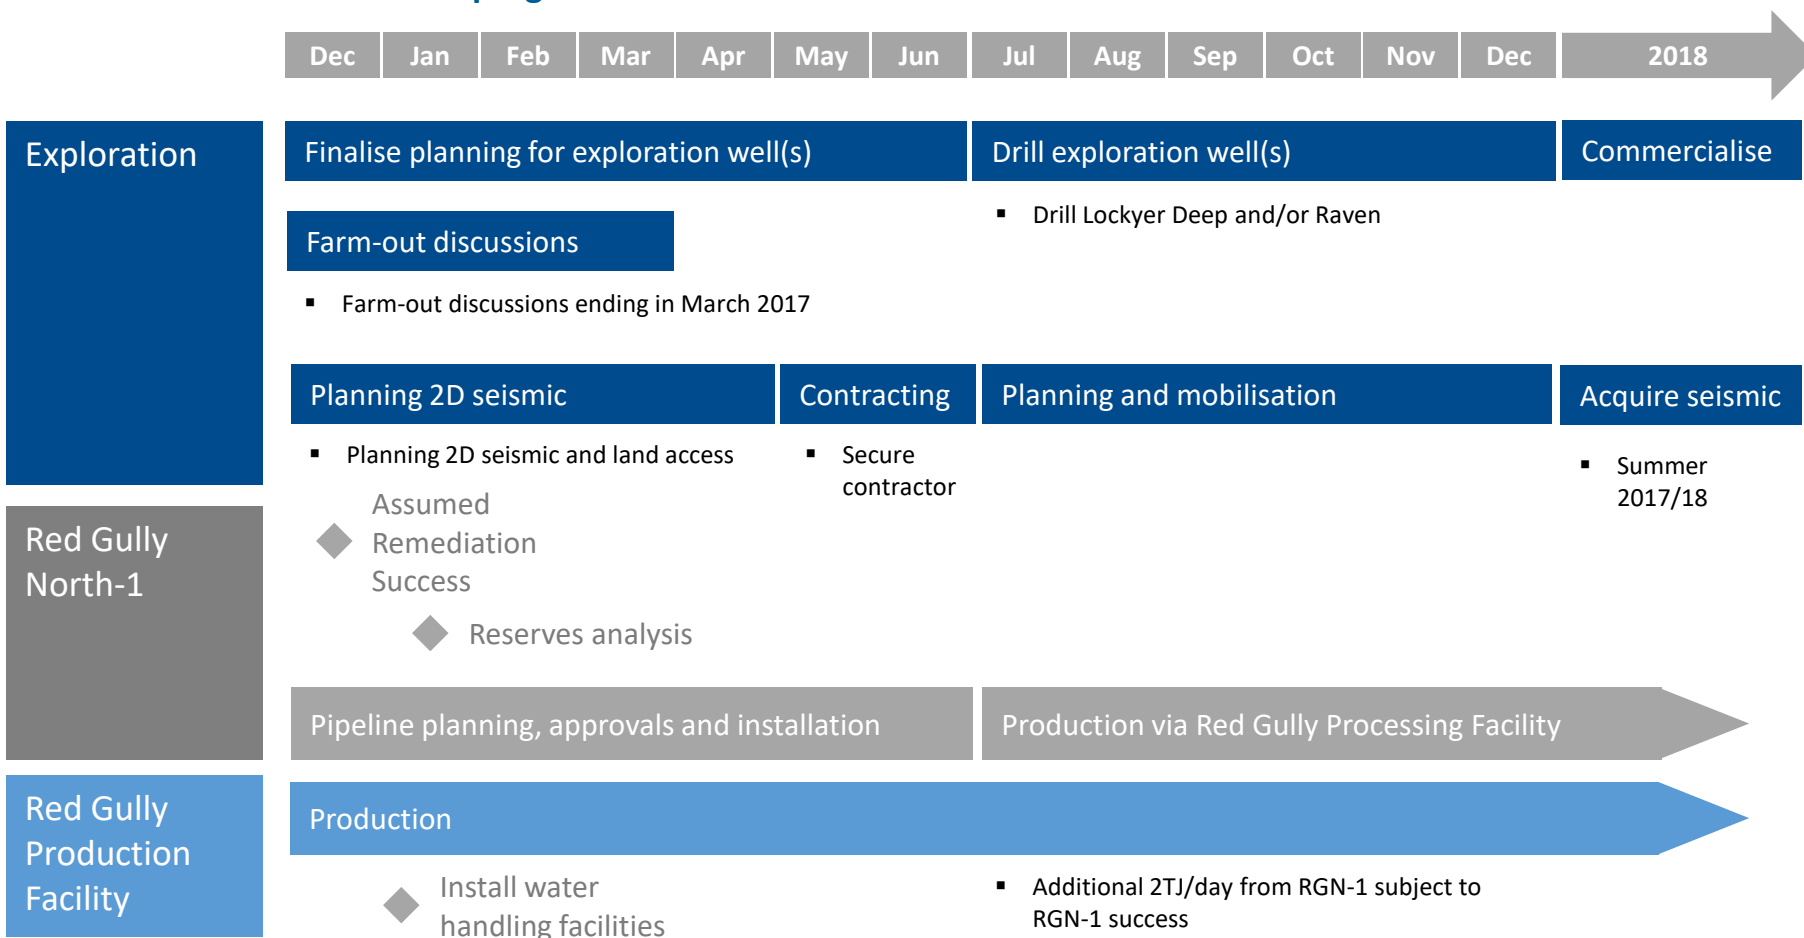 Dec Jan Feb Mar Apr May Jun Jul Aug Sep Oct Nov Dec 2018
Exploration
Finalise planning for exploration well(s)
Drill exploration well(s)
Commercialise
▪ Drill Lockyer Deep and/or Raven
Farm-out discussions
▪ Farm-out discussions ending in March 2017
Planning 2D seismic
Contracting
Planning and mobilisation
Acquire seismic
▪ Planning 2D seismic and land access
▪ Secure
contractor
▪ Summer
2017/18
Red Gully
North-1
Assumed
Remediation
Success
Reserves analysis
Pipeline planning, approvals and installation
Production via Red Gully Processing Facility
Red Gully
Production
Facility
Production
Install water
handling facilities
▪ Additional 2TJ/day from RGN-1 subject to
RGN-1 success